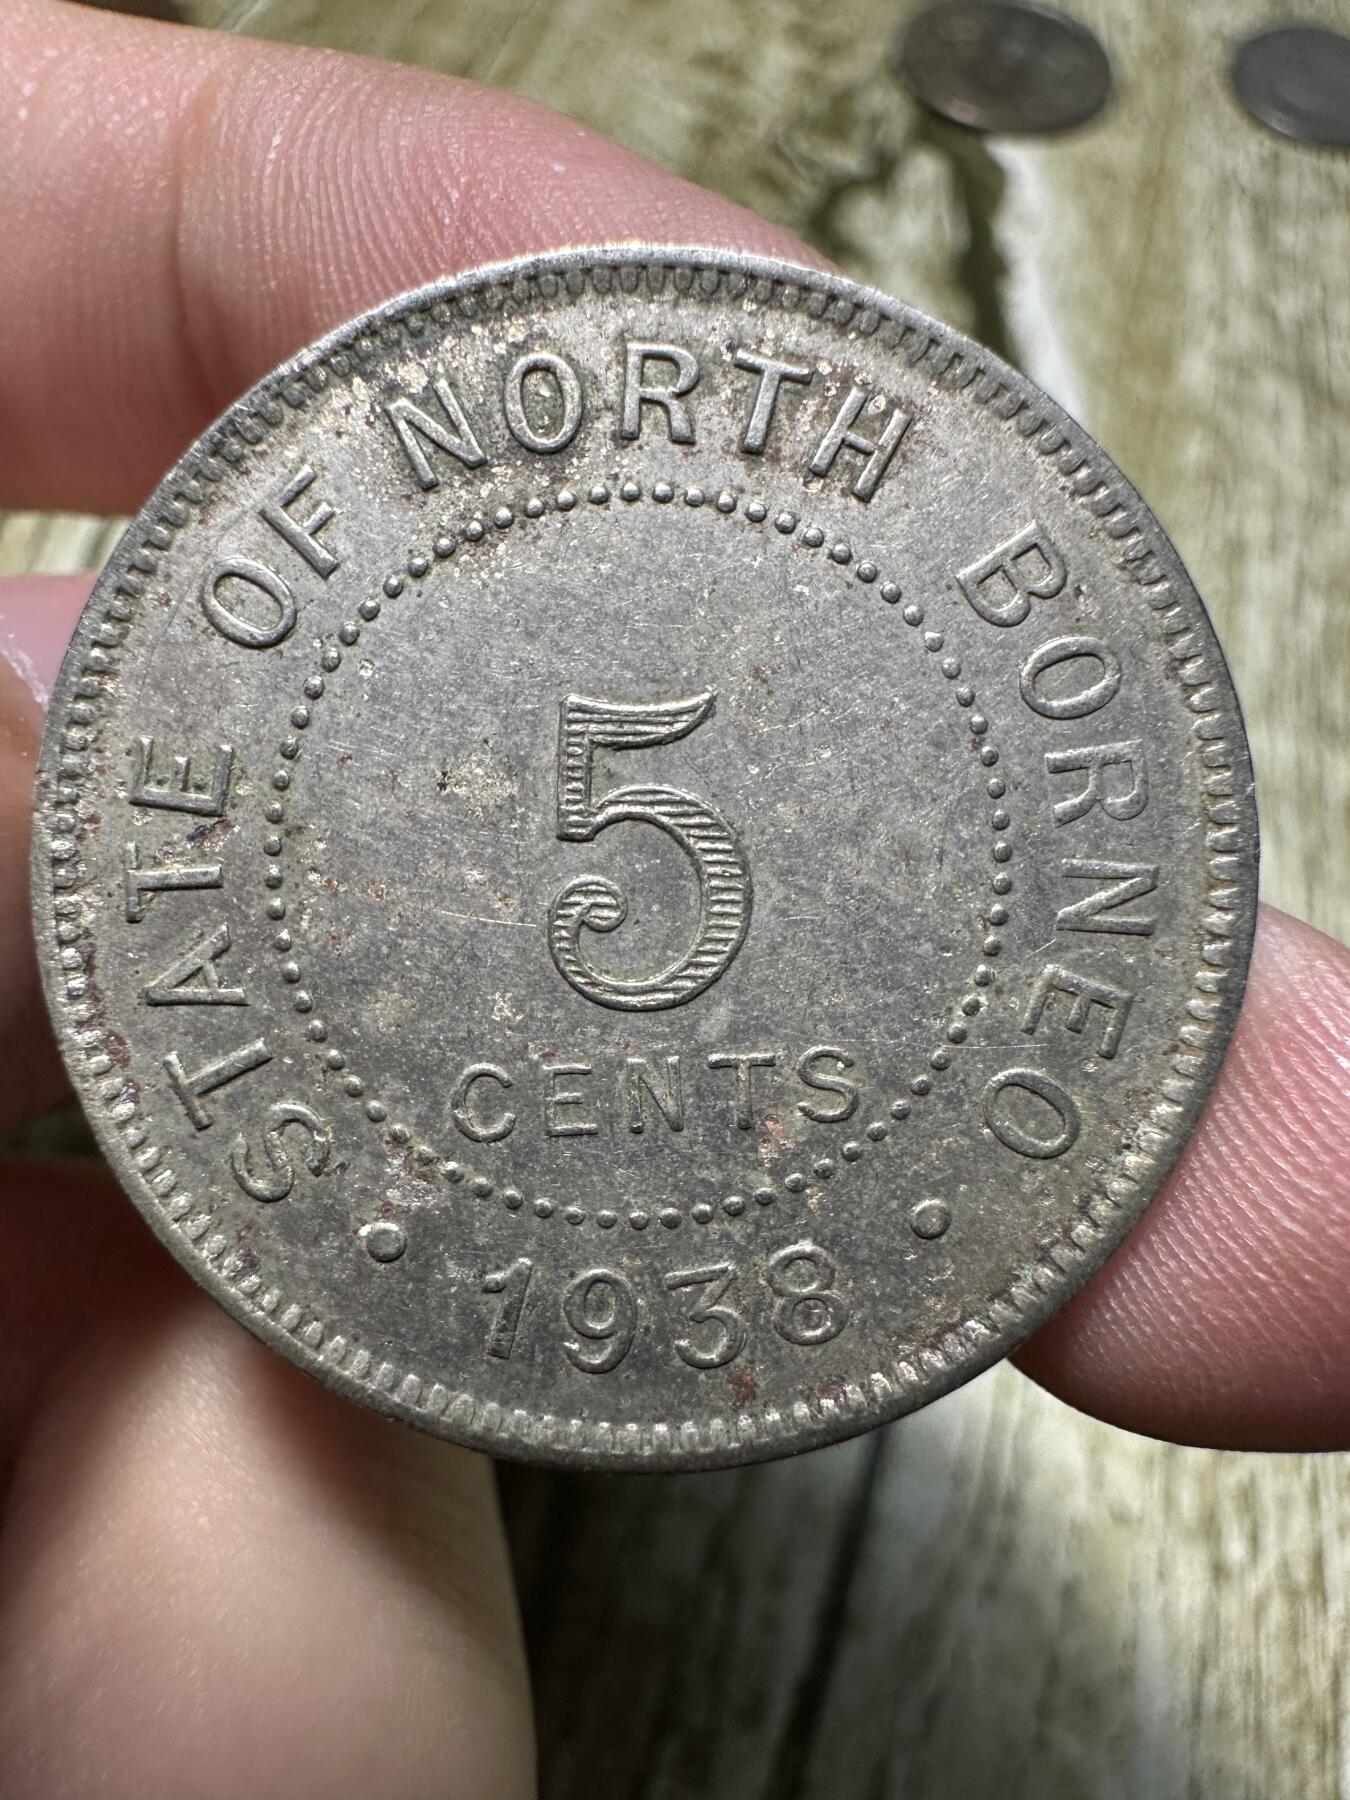 STATE OF NORTH BORNEO
5
CENTS
• 1938 •